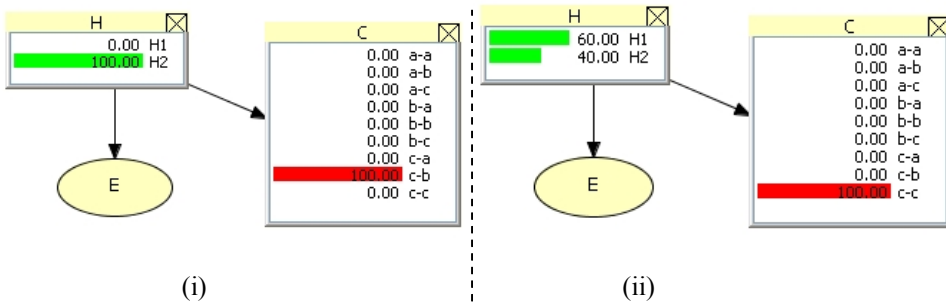 H
0.00 H1
100.00 H2
C
0.00 a-a
0.00 a-b
0.00 a-c
0.00 b-a
0.00 b-b
0.00 b-c
0.00 c-a
100.00 c-b
0.00 c-c
E
(i)
H
60.00 H1
40.00 H2
C
0.00 a-a
0.00 a-b
0.00 a-c
0.00 b-a
0.00 b-b
0.00 b-c
0.00 c-a
0.00 c-b
100.00 c-c
E
(ii)